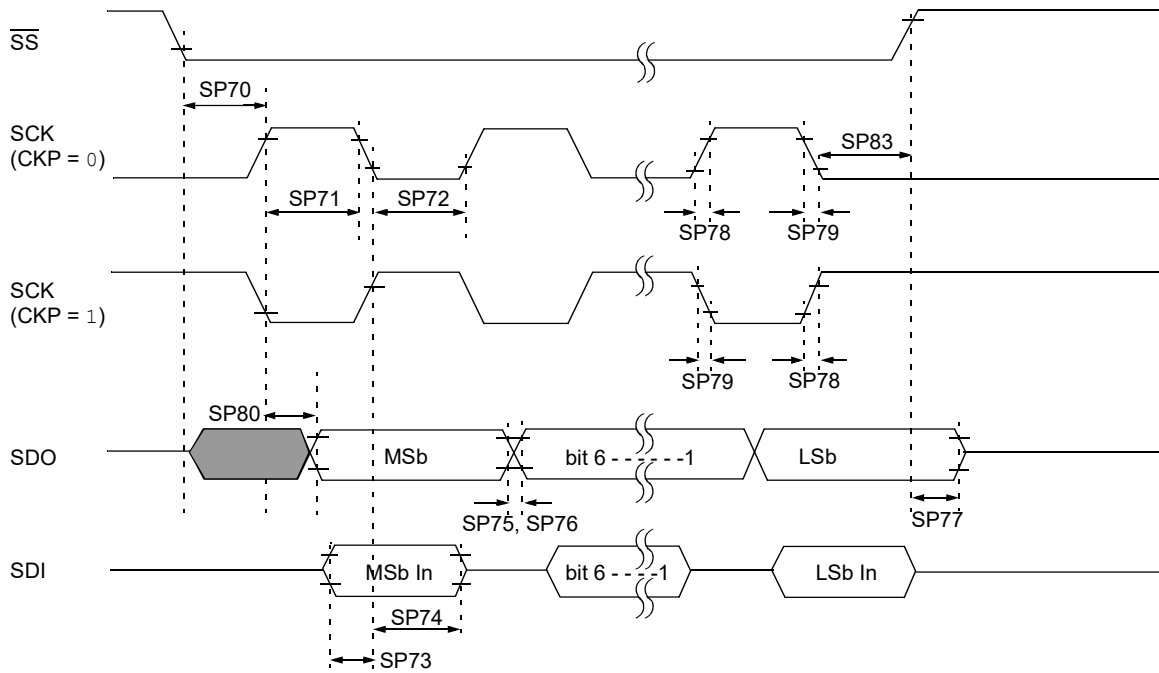 SS
SP70
SCK
(CKP = 0)
SP83
SP71
SP72
SP78
SP79
SCK
(CKP = 1)
SP79
SP78
SP80
SDO
MSb
bit 6 - - - - - -1
LSb
SP75, SP76
SP77
SDI
MSb In
bit 6 - - - -1
LSb In
SP74
SP73